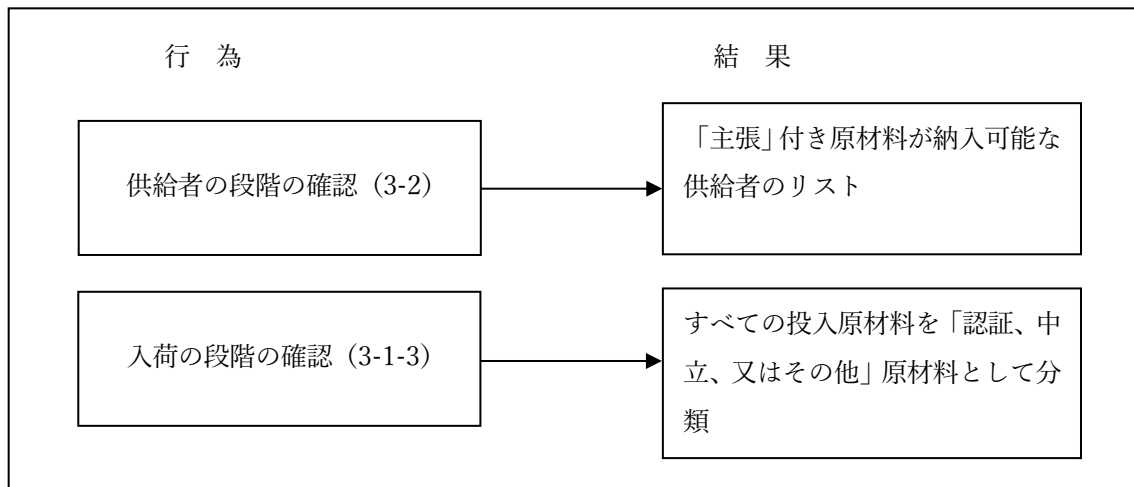 行 為
結 果
供給者の段階の確認（3-2）
「主張」付き原材料が納入可能な
供給者のリスト
入荷の段階の確認（3-1-3）
すべての投入原材料を「認証、中
立、又はその他」原材料として分
類